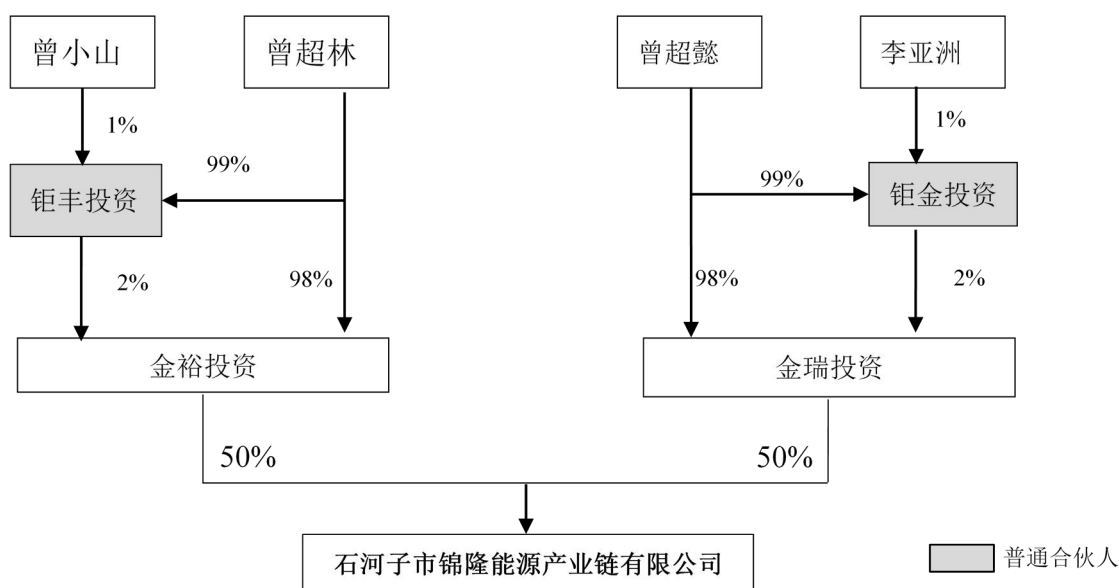 曾小山
曾超林
曾超懿
李亚洲
1%
1%
99%
99%
钜丰投资
钜金投资
2%
98%
98%
2%
金裕投资
金瑞投资
50%
50%
石河子市锦隆能源产业链有限公司
普通合伙人